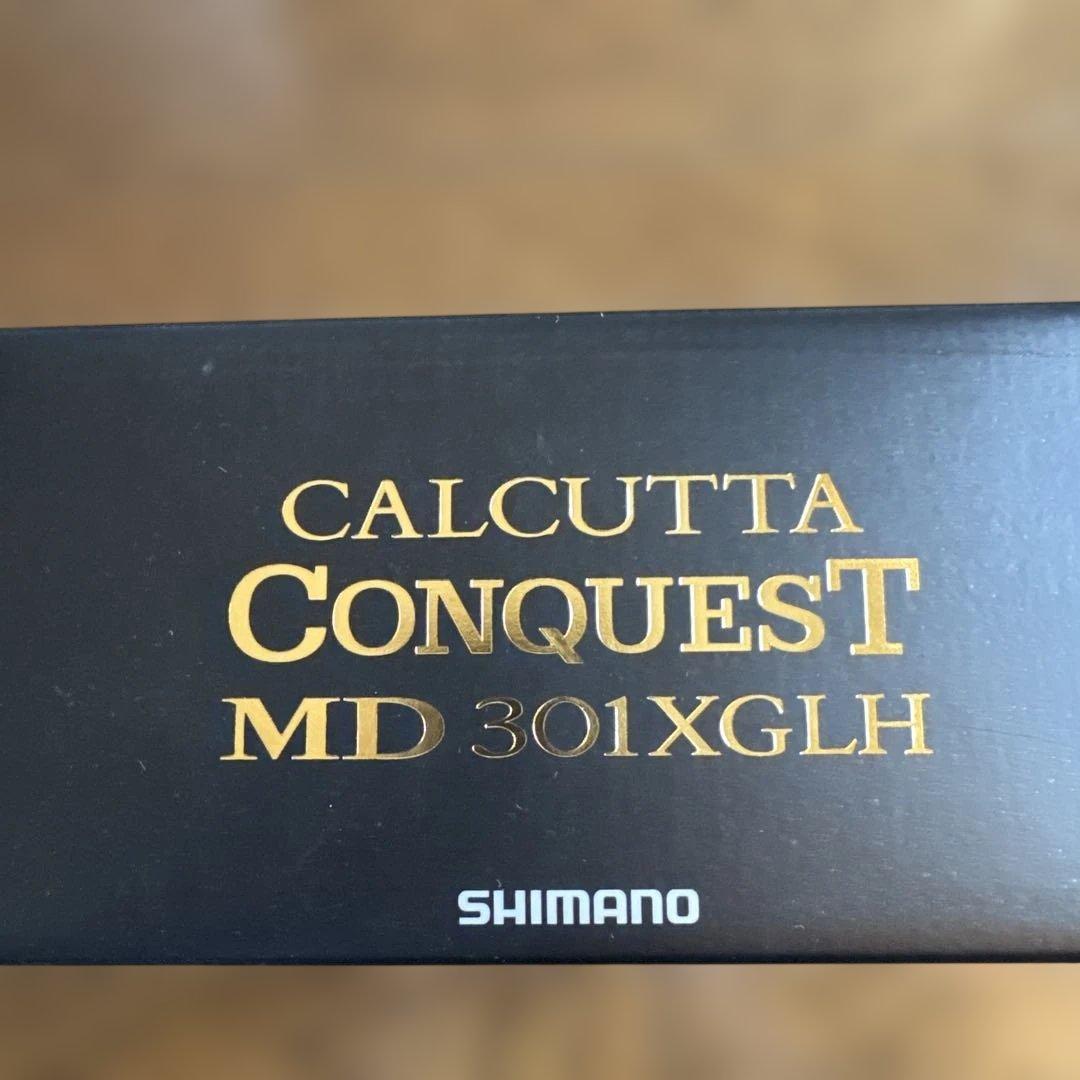 CALCUTTA
CONQUEST
MD 301XGLH
SHIMANO